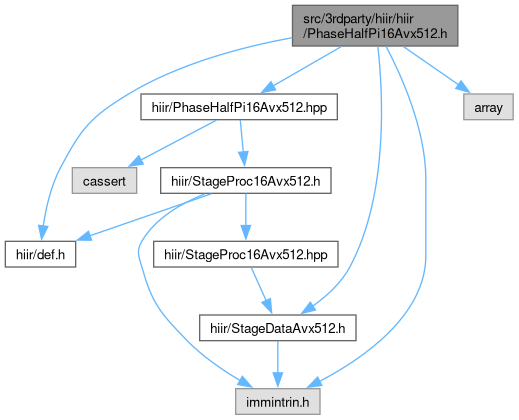 src/3rdparty/hiir/hiir
/PhaseHalfPi16Avx512.h
hiir/PhaseHalfPi16Avx512.hpp
array
cassert
hiir/StageProc16Avx512.h
hiir/def.h
hiir/StageProc16Avx512.hpp
hiir/StageDataAvx512.h
immintrin.h